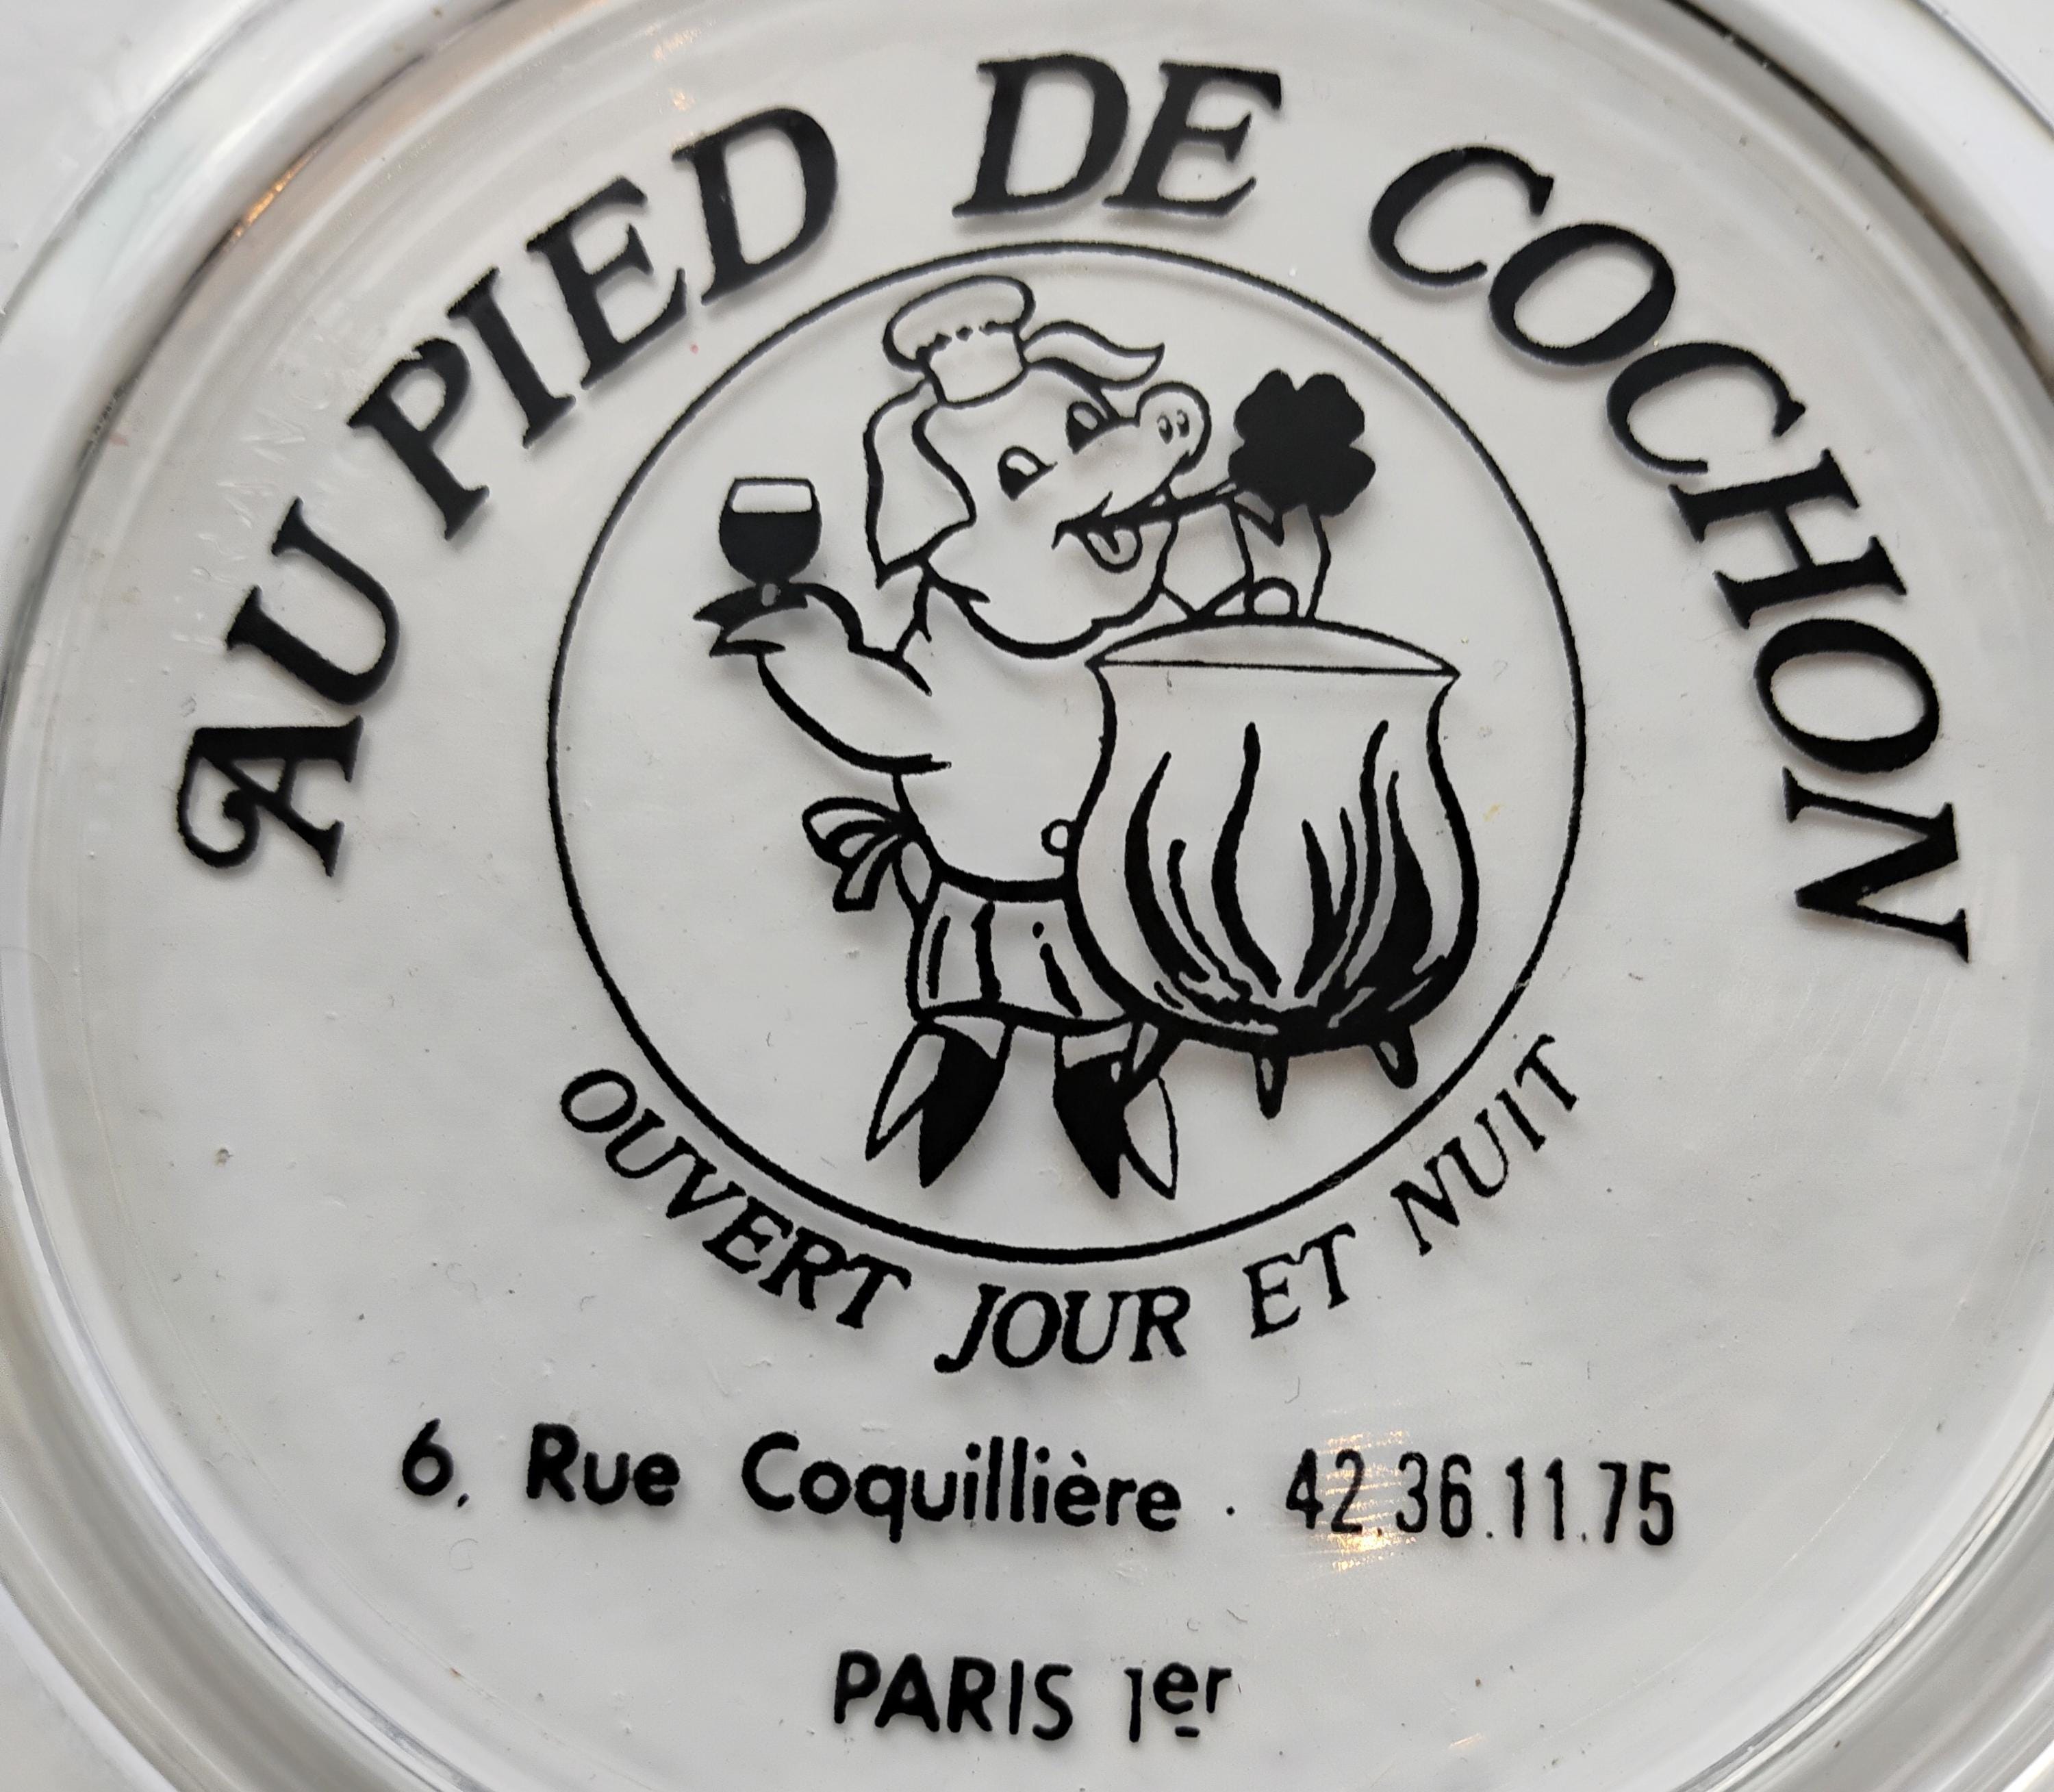 AU PIED DE COCHON
OUVERT JOUR ET NUIT
6, Rue Coquillière · 42.36.11.75
PARIS 1er